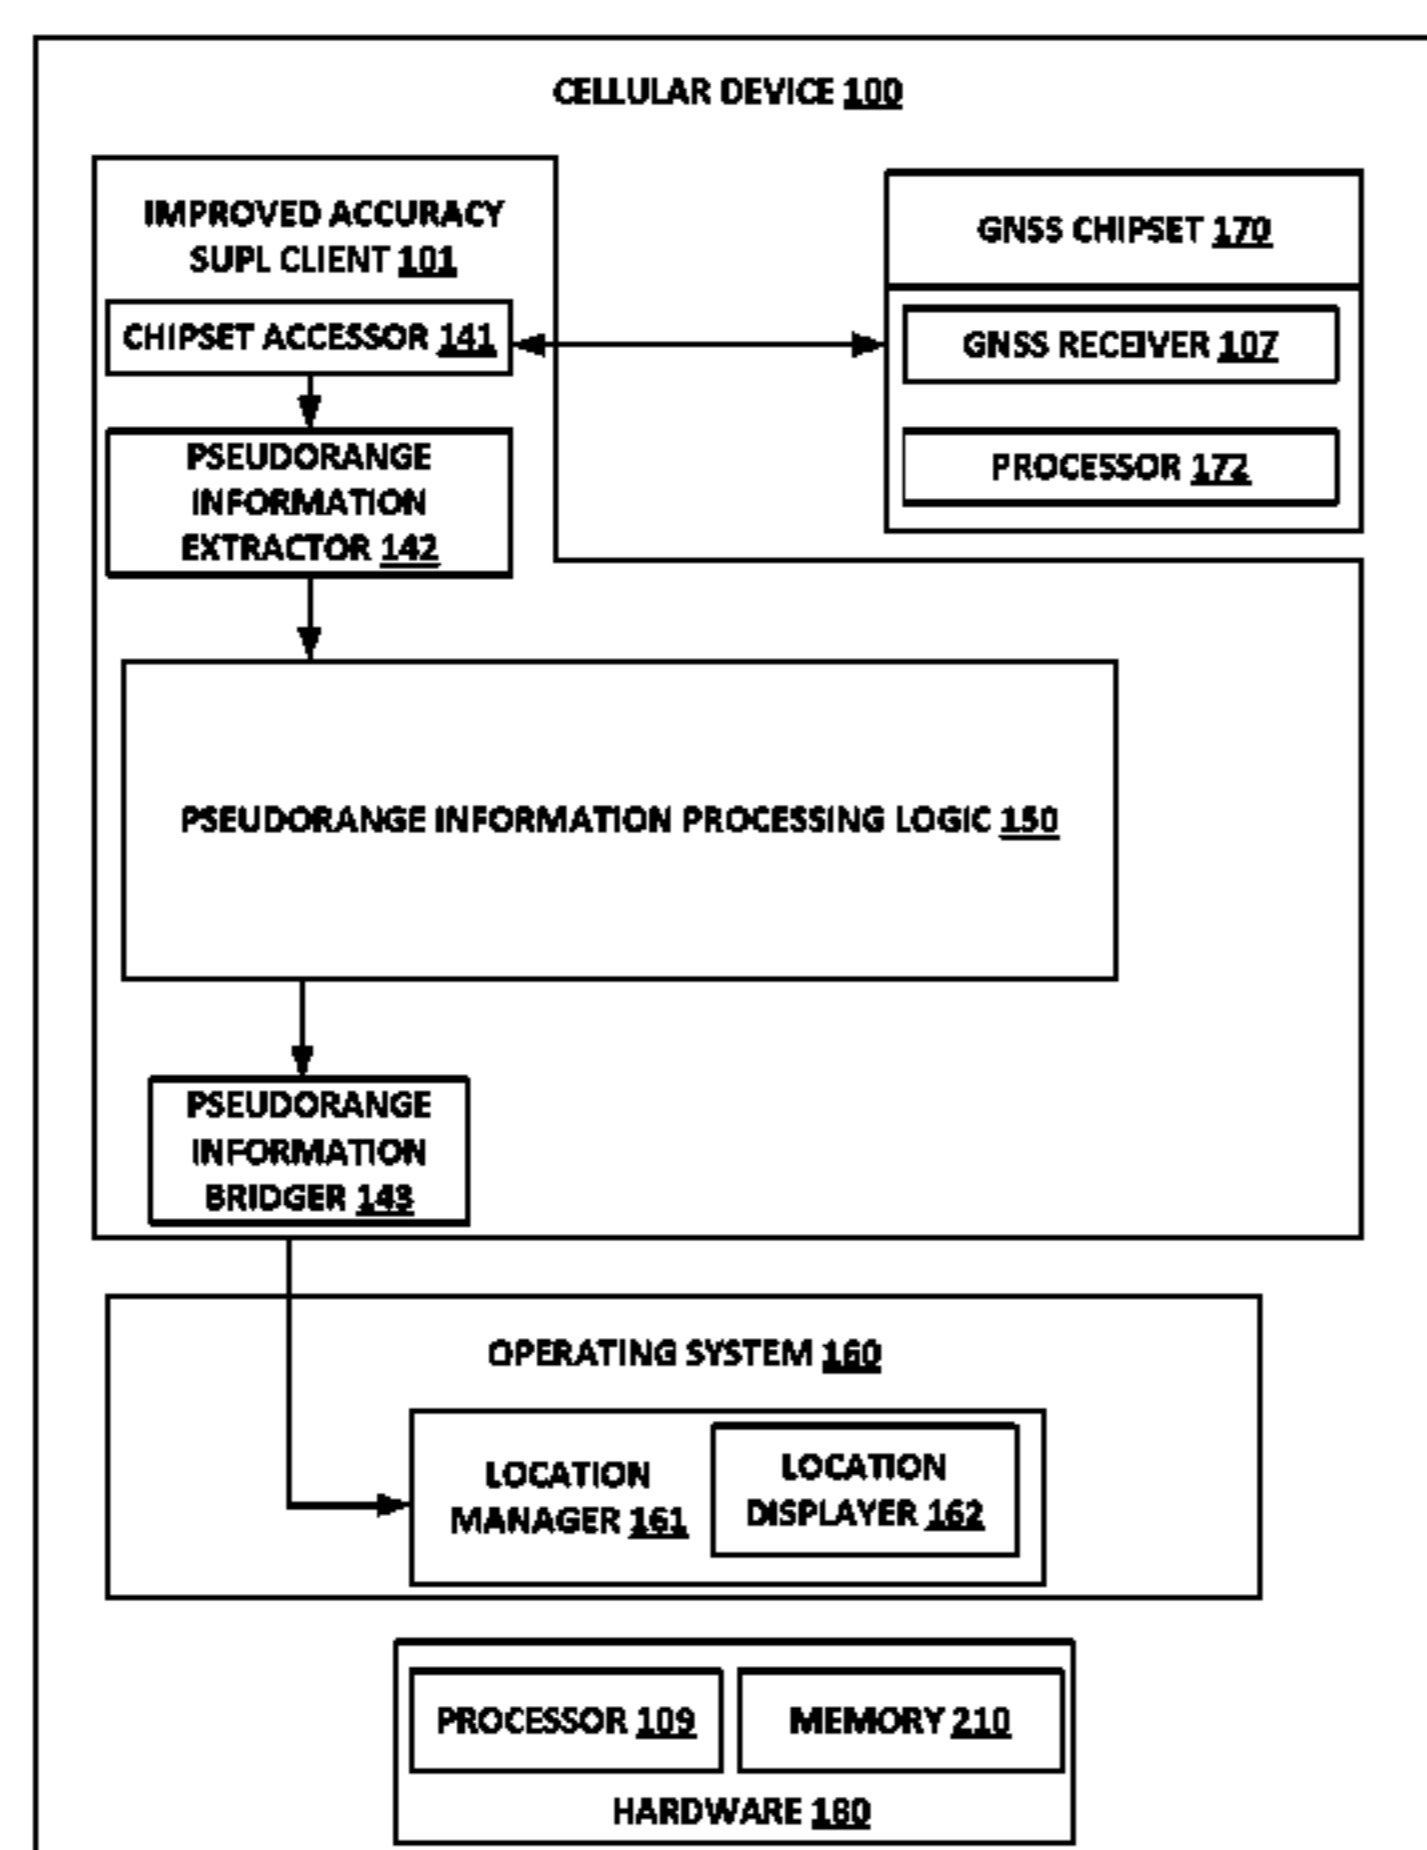 CELLULAR DEVICE 100
IMPROVED ACCURACY
SUPL CLIENT 101
CHIPSET ACCESSOR 141
PSEUDORANGE
INFORMATION
EXTRACTOR 142
GNSS CHIPSET 170
GNSS RECEIVER 107
PROCESSOR 172
PSEUDORANGE INFORMATION PROCESSING LOGIC 150
PSEUDORANGE
INFORMATION
BRIDGER 143
OPERATING SYSTEM 160
LOCATION
MANAGER 161
LOCATION
DISPLAYER 162
PROCESSOR 109
MEMORY 210
HARDWARE 180